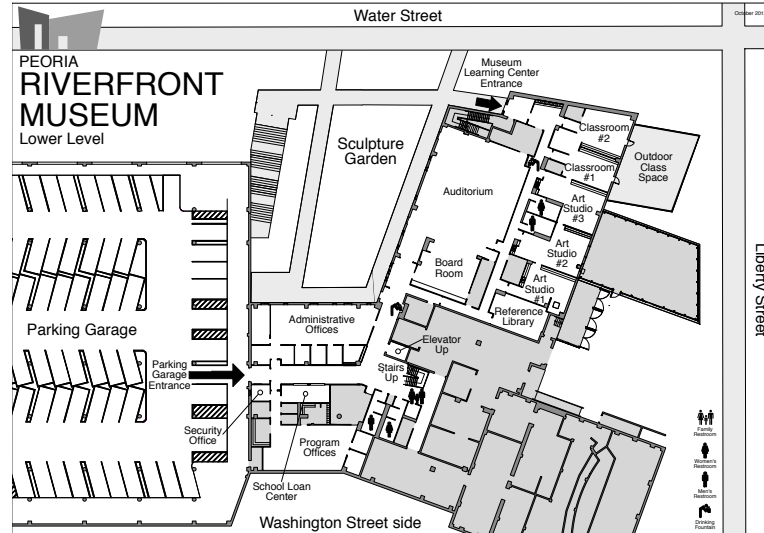 Water Street
PEORIA
RIVERFRONT
MUSEUM
Lower Level
Museum
Learning Center
Entrance
Classroom
#2
Sculpture
Garden
Classroom
#1
Outdoor
Class
Space
Auditorium
Art
Studio
#3
Art
Studio
#2
Board
Room
Art
Studio
#1
Reference
Library
Liberty Street
Administrative
Offices
Parking Garage
Elevator
Up
Stairs
Up
Parking
Garage
Entrance
Security
Office
Program
Offices
School Loan
Center
Washington Street side
Family
Restroom
Women's
Restroom
Men's
Restroom
Drinking
Fountain
October